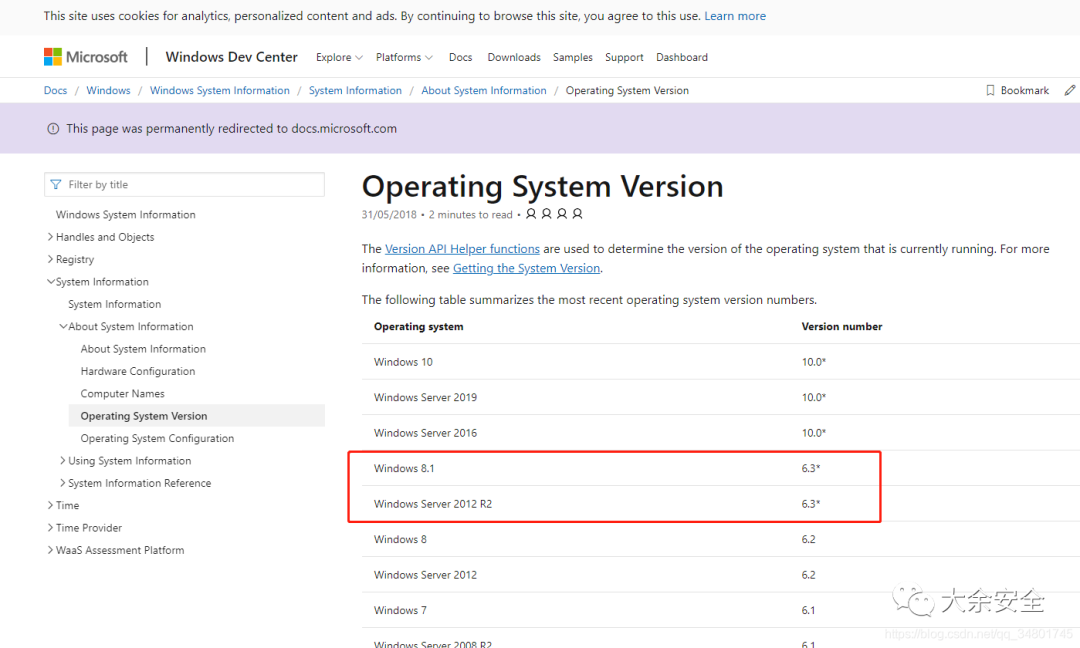 This site uses cookies for analytics, personalized content and ads. By continuing to browse this site, you agree to this use. Learn more
Microsoft Windows Dev Center Explore Platforms Docs Downloads Samples Support Dashboard
Docs / Windows / Windows System Information / System Information / About System Information / Operating System Version Bookmark
This page was permanently redirected to docs.microsoft.com
Filter by title
Windows System Information
Handles and Objects
Registry
System Information
System Information
About System Information
About System Information
Hardware Configuration
Computer Names
Operating System Version
Operating System Configuration
Using System Information
System Information Reference
Time
Time Provider
WaaS Assessment Platform
Operating System Version
31/05/2018 • 2 minutes to read •
The Version API Helper functions are used to determine the version of the operating system that is currently running. For more
information, see Getting the System Version.
The following table summarizes the most recent operating system version numbers.
Operating system Version number
Windows 10 10.0*
Windows Server 2019 10.0*
Windows Server 2016 10.0*
Windows 8.1 6.3*
Windows Server 2012 R2 6.3*
Windows 8 6.2
Windows Server 2012 6.2
Windows 7 6.1
Windows Server 2008 R2 6.1
大余安全
https://blog.csdn.net/qq_34801745